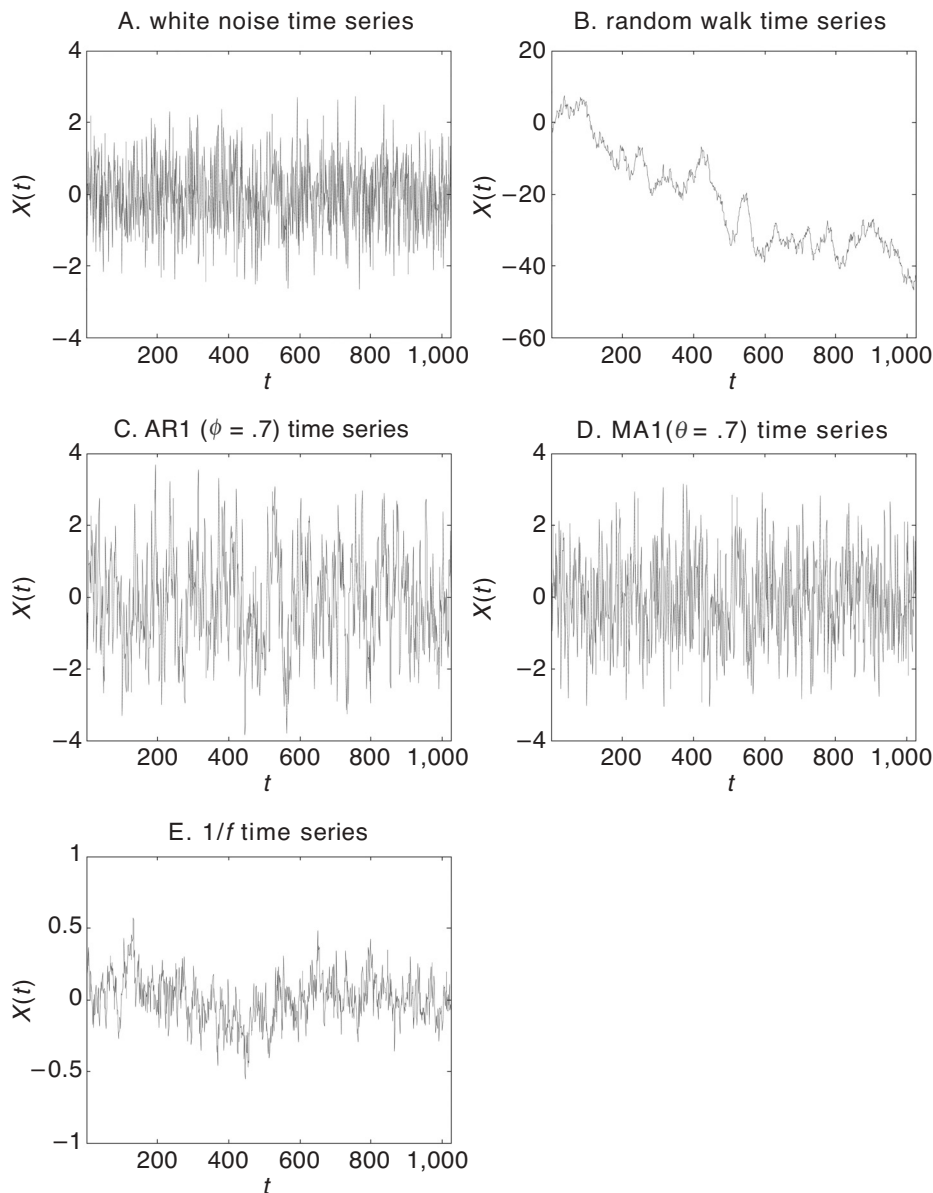 A. white noise time series
4
2
0
−2
−4
X(t)
200 400 600 800 1,000
t
B. random walk time series
20
0
−20
−40
−60
X(t)
200 400 600 800 1,000
t
C. AR1 (ϕ = .7) time series
4
2
0
−2
−4
X(t)
200 400 600 800 1,000
t
D. MA1(θ = .7) time series
4
2
0
−2
−4
X(t)
200 400 600 800 1,000
t
E. 1/f time series
1
0.5
0
−0.5
−1
X(t)
200 400 600 800 1,000
t